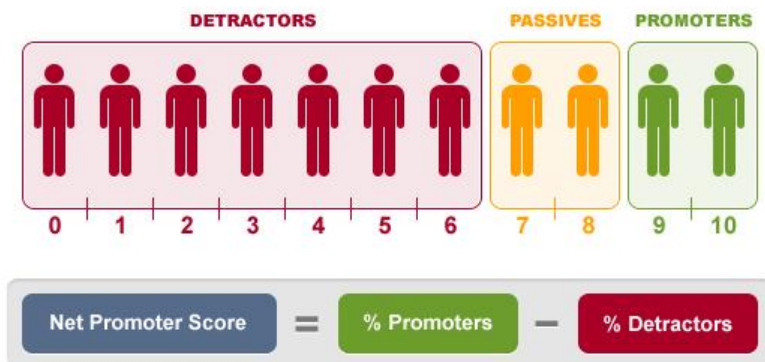 DETRACTORS PASSIVES PROMOTERS
0 1 2 3 4 5 6 7 8 9 10
Net Promoter Score = % Promoters − % Detractors